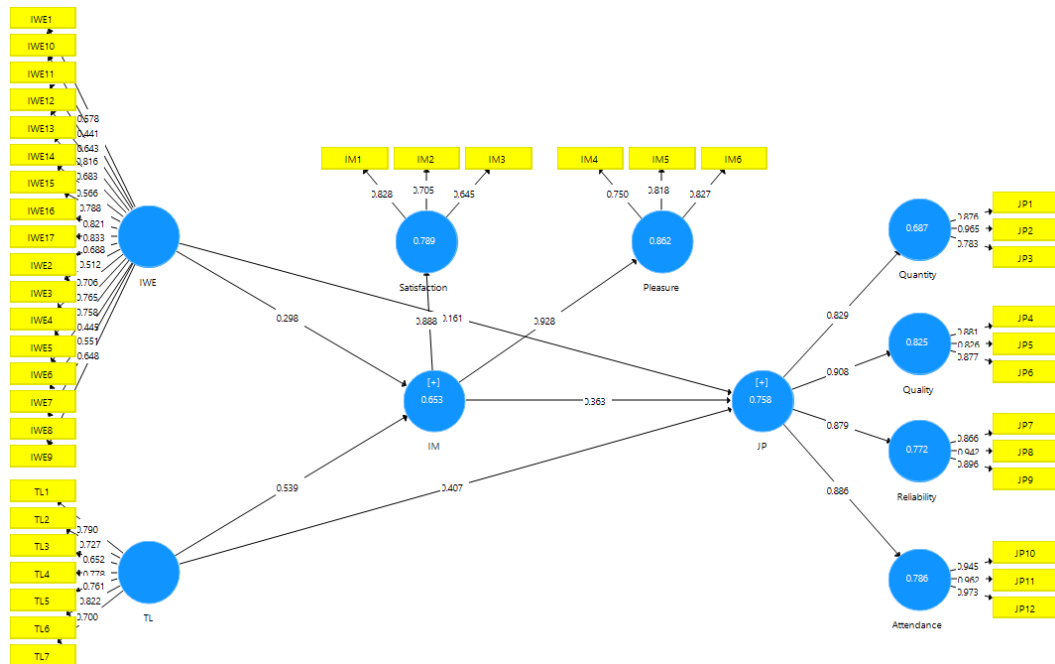 IWE1
IWE10
IWE11
IWE12
IWE13
IWE14
IWE15
IWE16
IWE17
IWE2
IWE3
IWE4
IWE5
IWE6
IWE7
IWE8
IWE9
0.578
0.441
0.643
0.816
0.683
0.566
0.788
0.821
0.833
0.688
0.512
0.706
0.765
0.758
0.445
0.551
0.648
IWE
TL1
TL2
TL3
TL4
TL5
TL6
TL7
0.790
0.727
0.652
0.778
0.761
0.822
0.700
TL
IM1 IM2 IM3
0.828 0.705 0.645
0.789
Satisfaction
IM4 IM5 IM6
0.750 0.818 0.827
0.862
Pleasure
0.298
0.888
0.161
0.928
[+]
0.653
IM
0.363
0.539
0.407
[+]
0.758
JP
0.829
0.908
0.879
0.886
0.687
Quantity
0.876
0.965
0.783
JP1
JP2
JP3
0.825
Quality
0.881
0.826
0.877
JP4
JP5
JP6
0.772
Reliability
0.866
0.942
0.896
JP7
JP8
JP9
0.786
Attendance
0.945
0.962
0.973
JP10
JP11
JP12